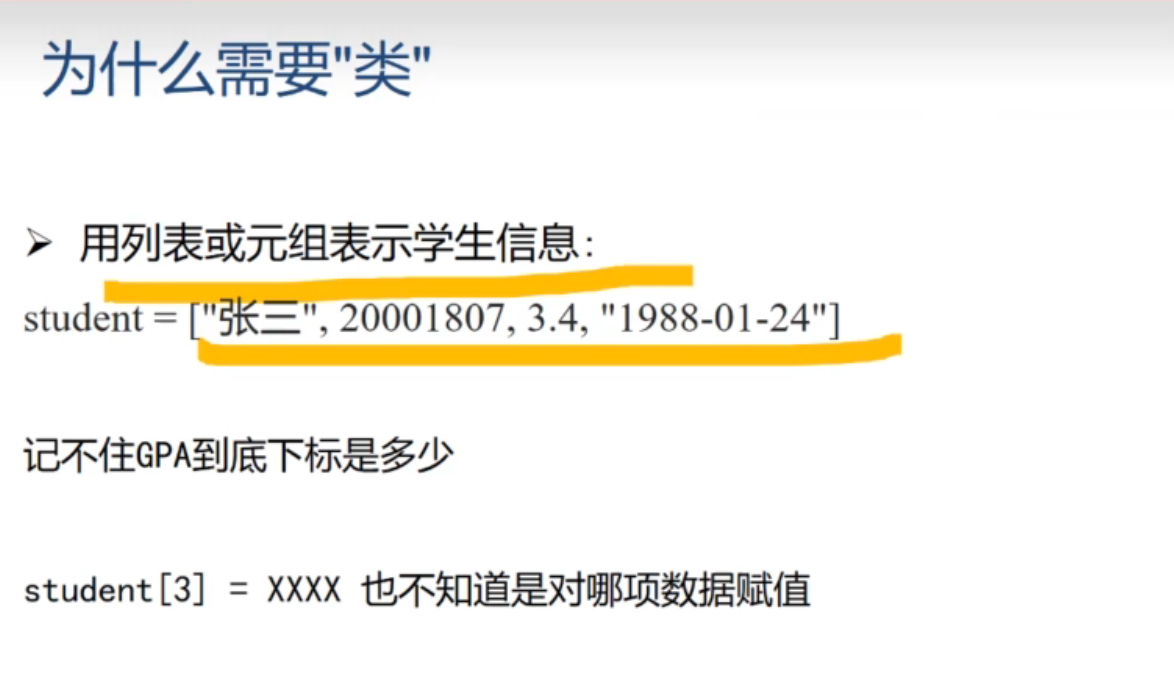 为什么需要"类"
➢ 用列表或元组表示学生信息:
student = ["张三", 20001807, 3.4, "1988-01-24"]
记不住GPA到底下标是多少
student[3] = XXXX 也不知道是对哪项数据赋值